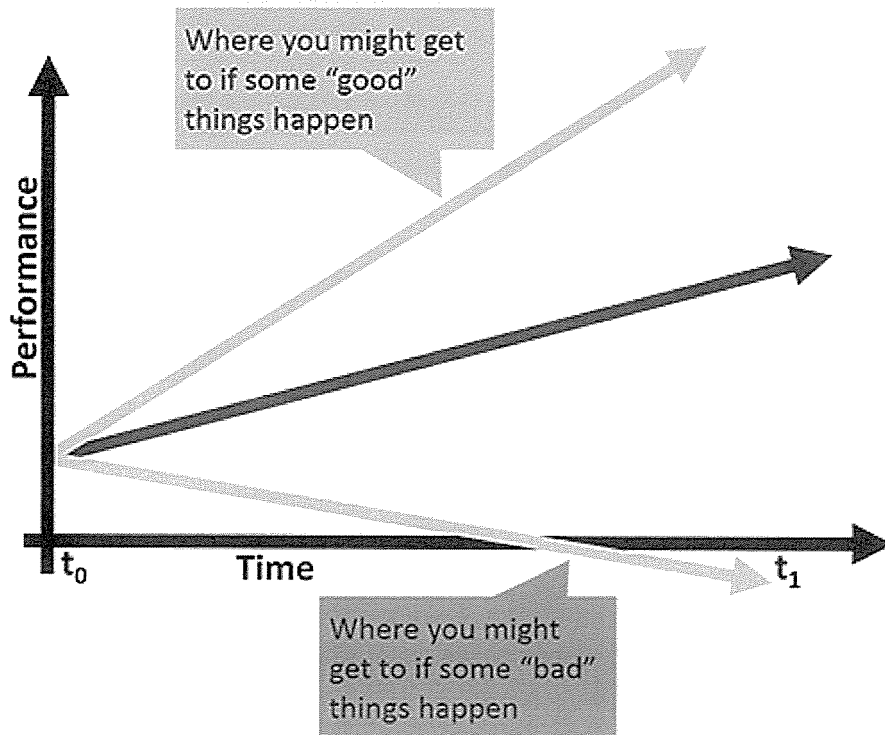 Where you might get
to if some “good”
things happen
Performance
t₀
Time
t₁
Where you might
get to if some “bad”
things happen